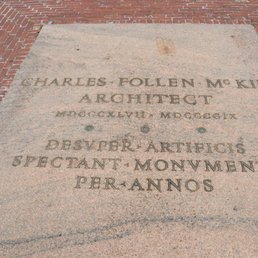 CHARLES · FOLLEN · McKI
ARCHITECT
MDCCCXLVII · MDCCCCIX
DESVPER · ARTIFICIS
SPECTANT · MONVMENT
PER · ANNOS